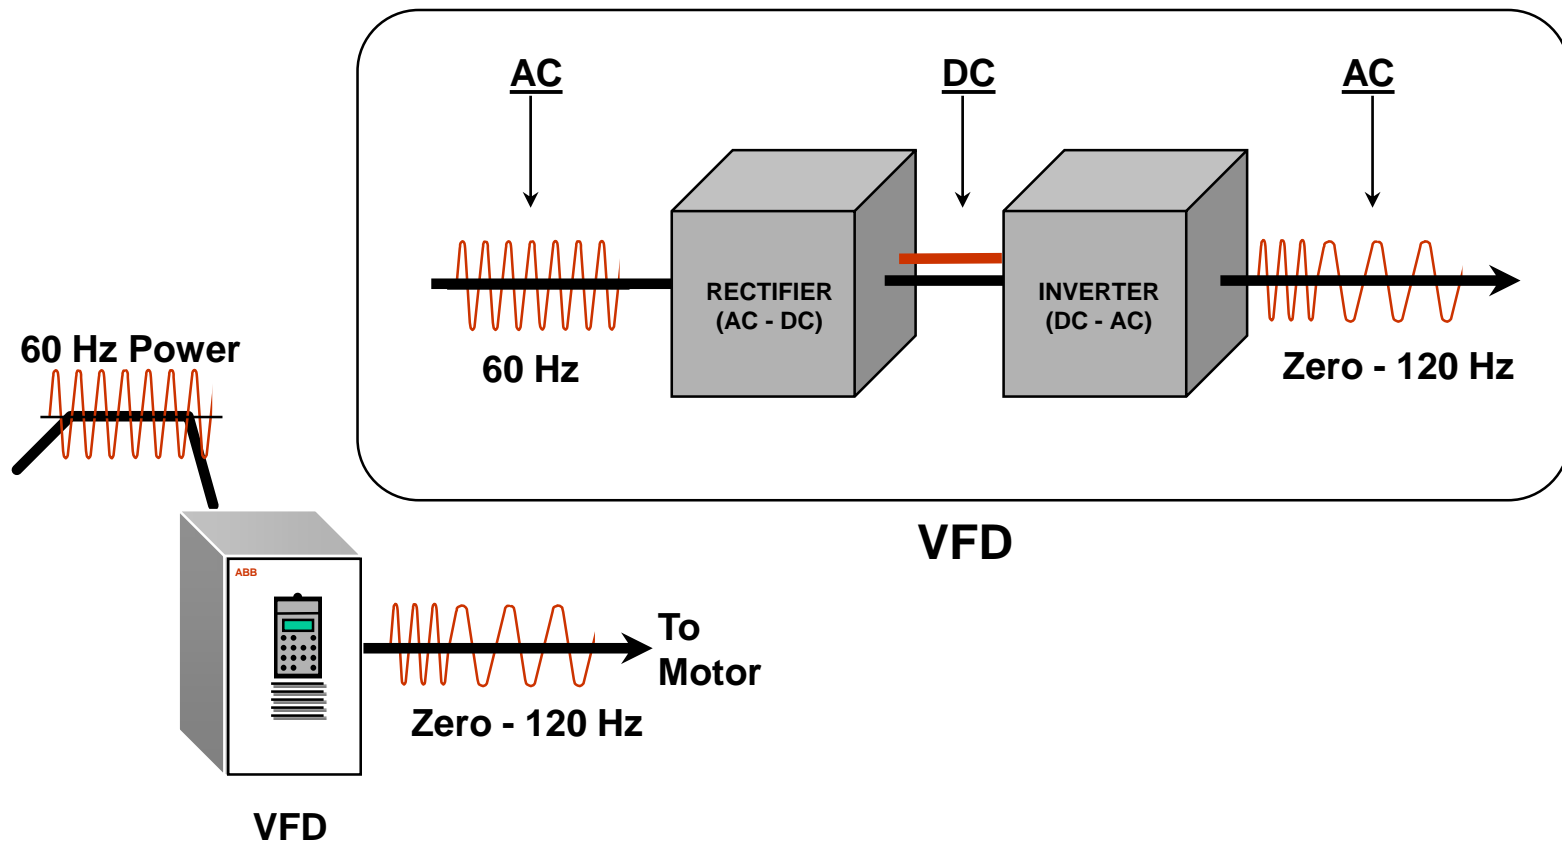 AC
DC
AC
RECTIFIER
(AC - DC)
INVERTER
(DC - AC)
60 Hz
Zero - 120 Hz
VFD
60 Hz Power
ABB
To
Motor
Zero - 120 Hz
VFD